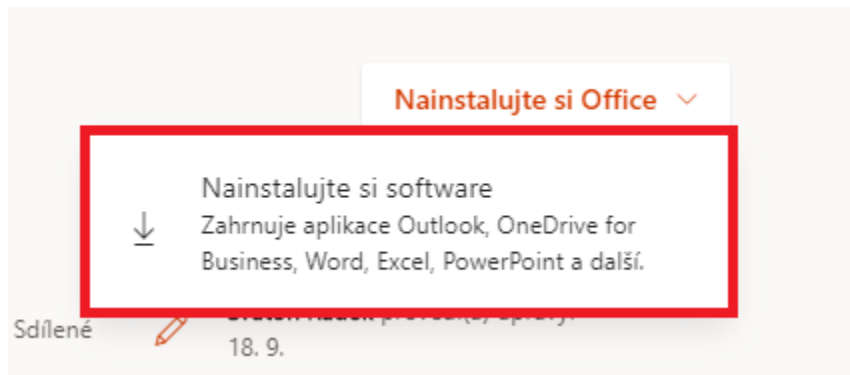 Nainstalujte si Office
Nainstalujte si software
Zahrnuje aplikace Outlook, OneDrive for
Business, Word, Excel, PowerPoint a další.
Sdílené
18. 9.